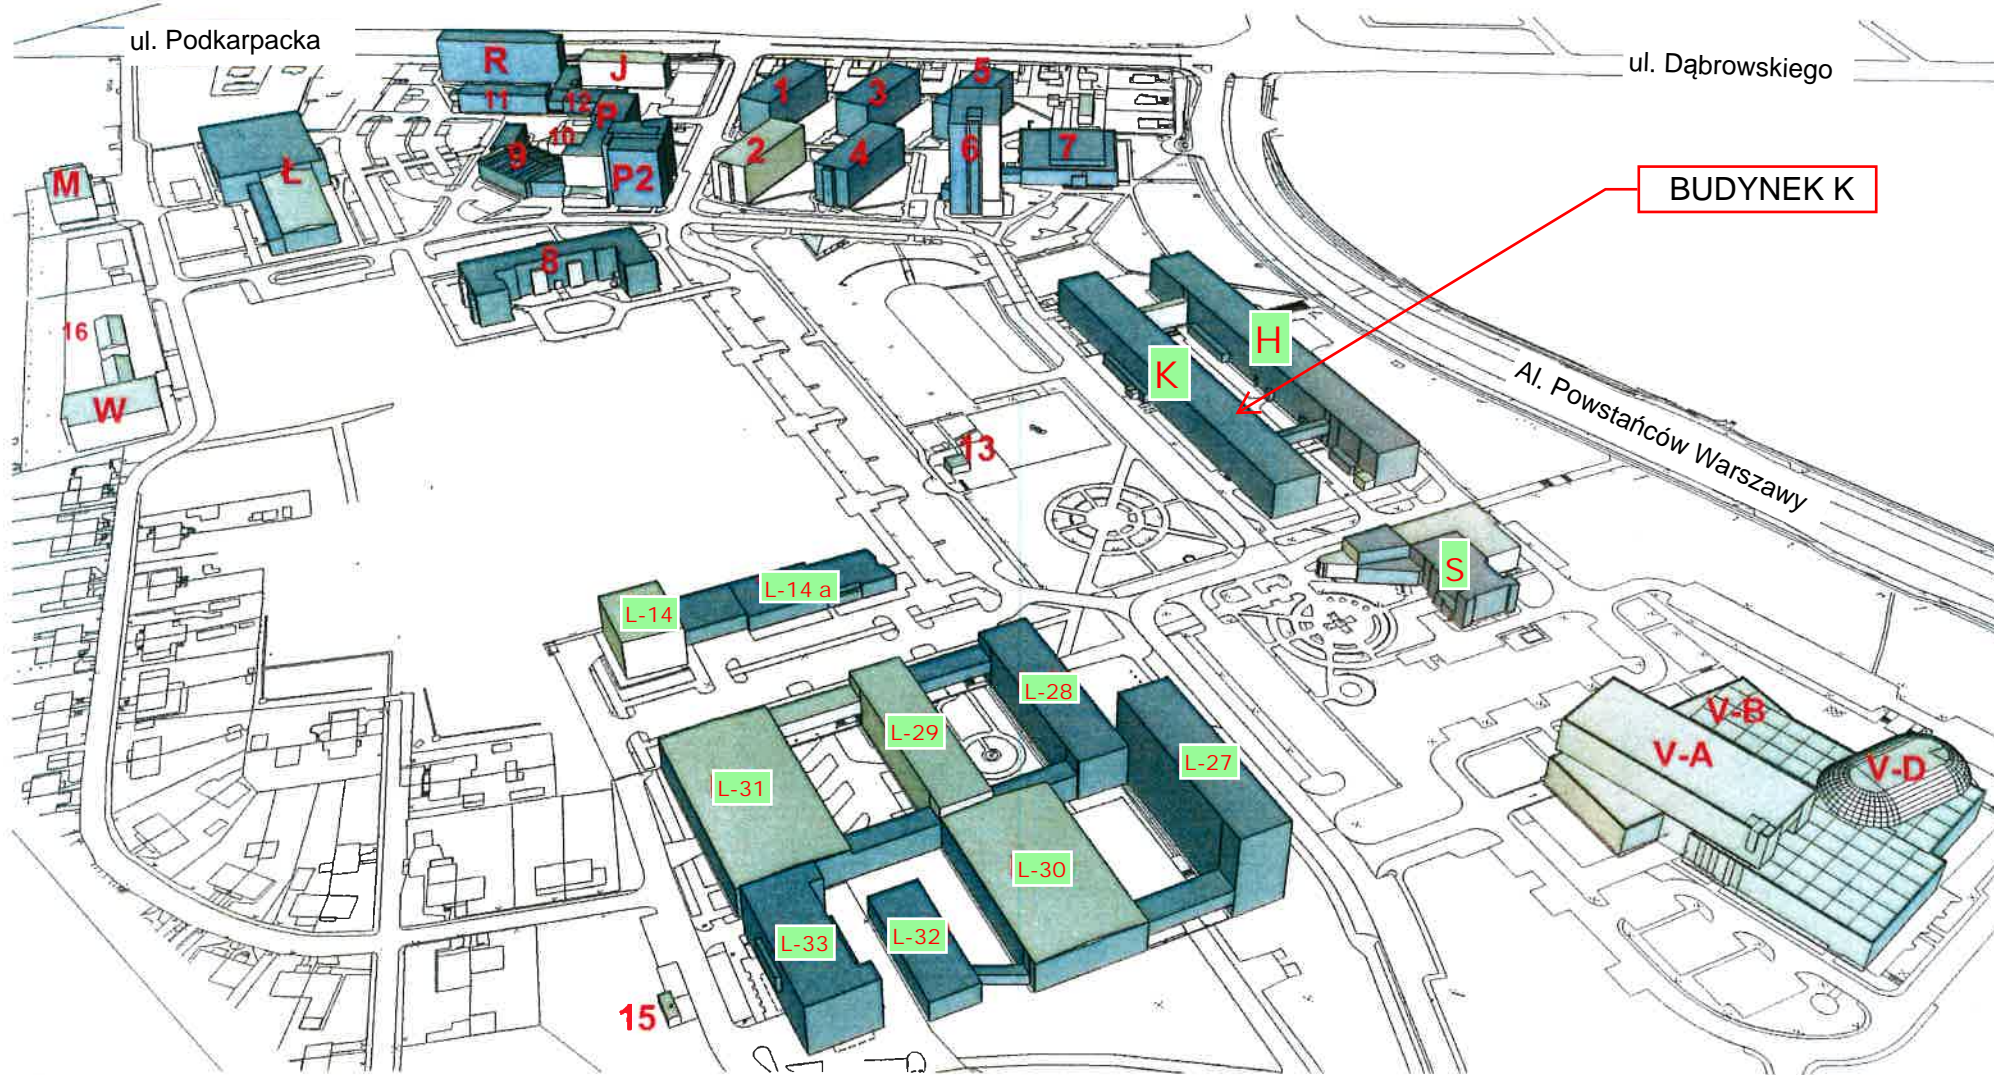 ul. Podkarpacka
ul. Dąbrowskiego
R
J
11
12
P
10
9
P2
1
3
5
2
4
6
7
M
Ł
BUDYNEK K
8
16
W
H
K
Al. Powstańców Warszawy
13
S
L-14
L-14 a
L-28
L-29
L-27
L-31
L-30
L-33
L-32
V-B
V-A
V-D
15